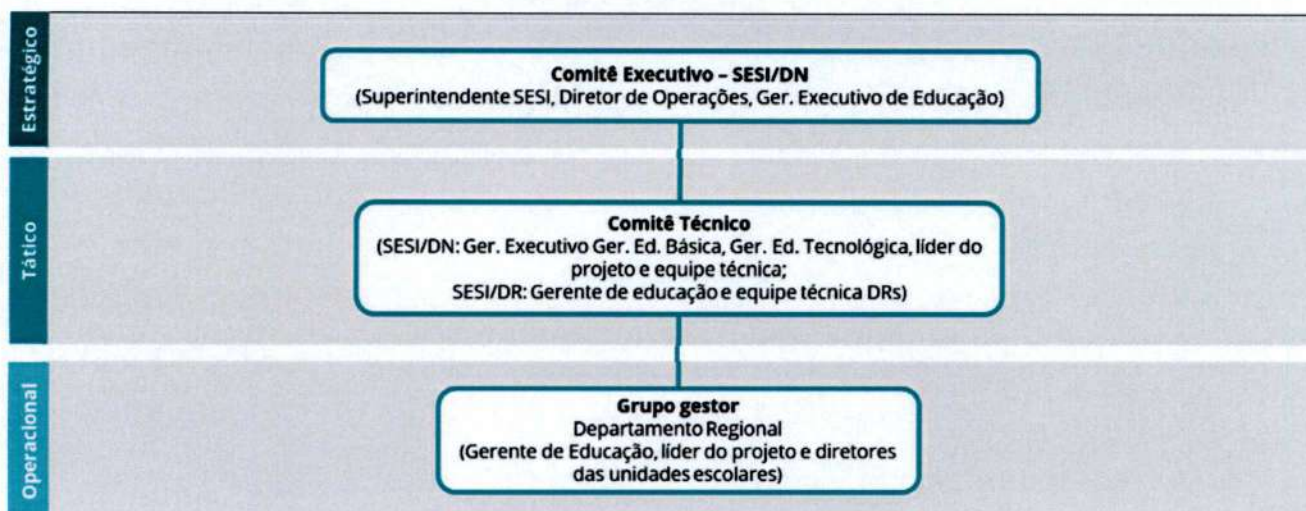 Estratégico
Comitê Executivo – SESI/DN
(Superintendente SESI, Diretor de Operações, Ger. Executivo de Educação)
Tático
Comitê Técnico
(SESI/DN: Ger. Executivo Ger. Ed. Básica, Ger. Ed. Tecnológica, líder do
projeto e equipe técnica;
SESI/DR: Gerente de educação e equipe técnica DRs)
Operacional
Grupo gestor
Departamento Regional
(Gerente de Educação, líder do projeto e diretores
das unidades escolares)